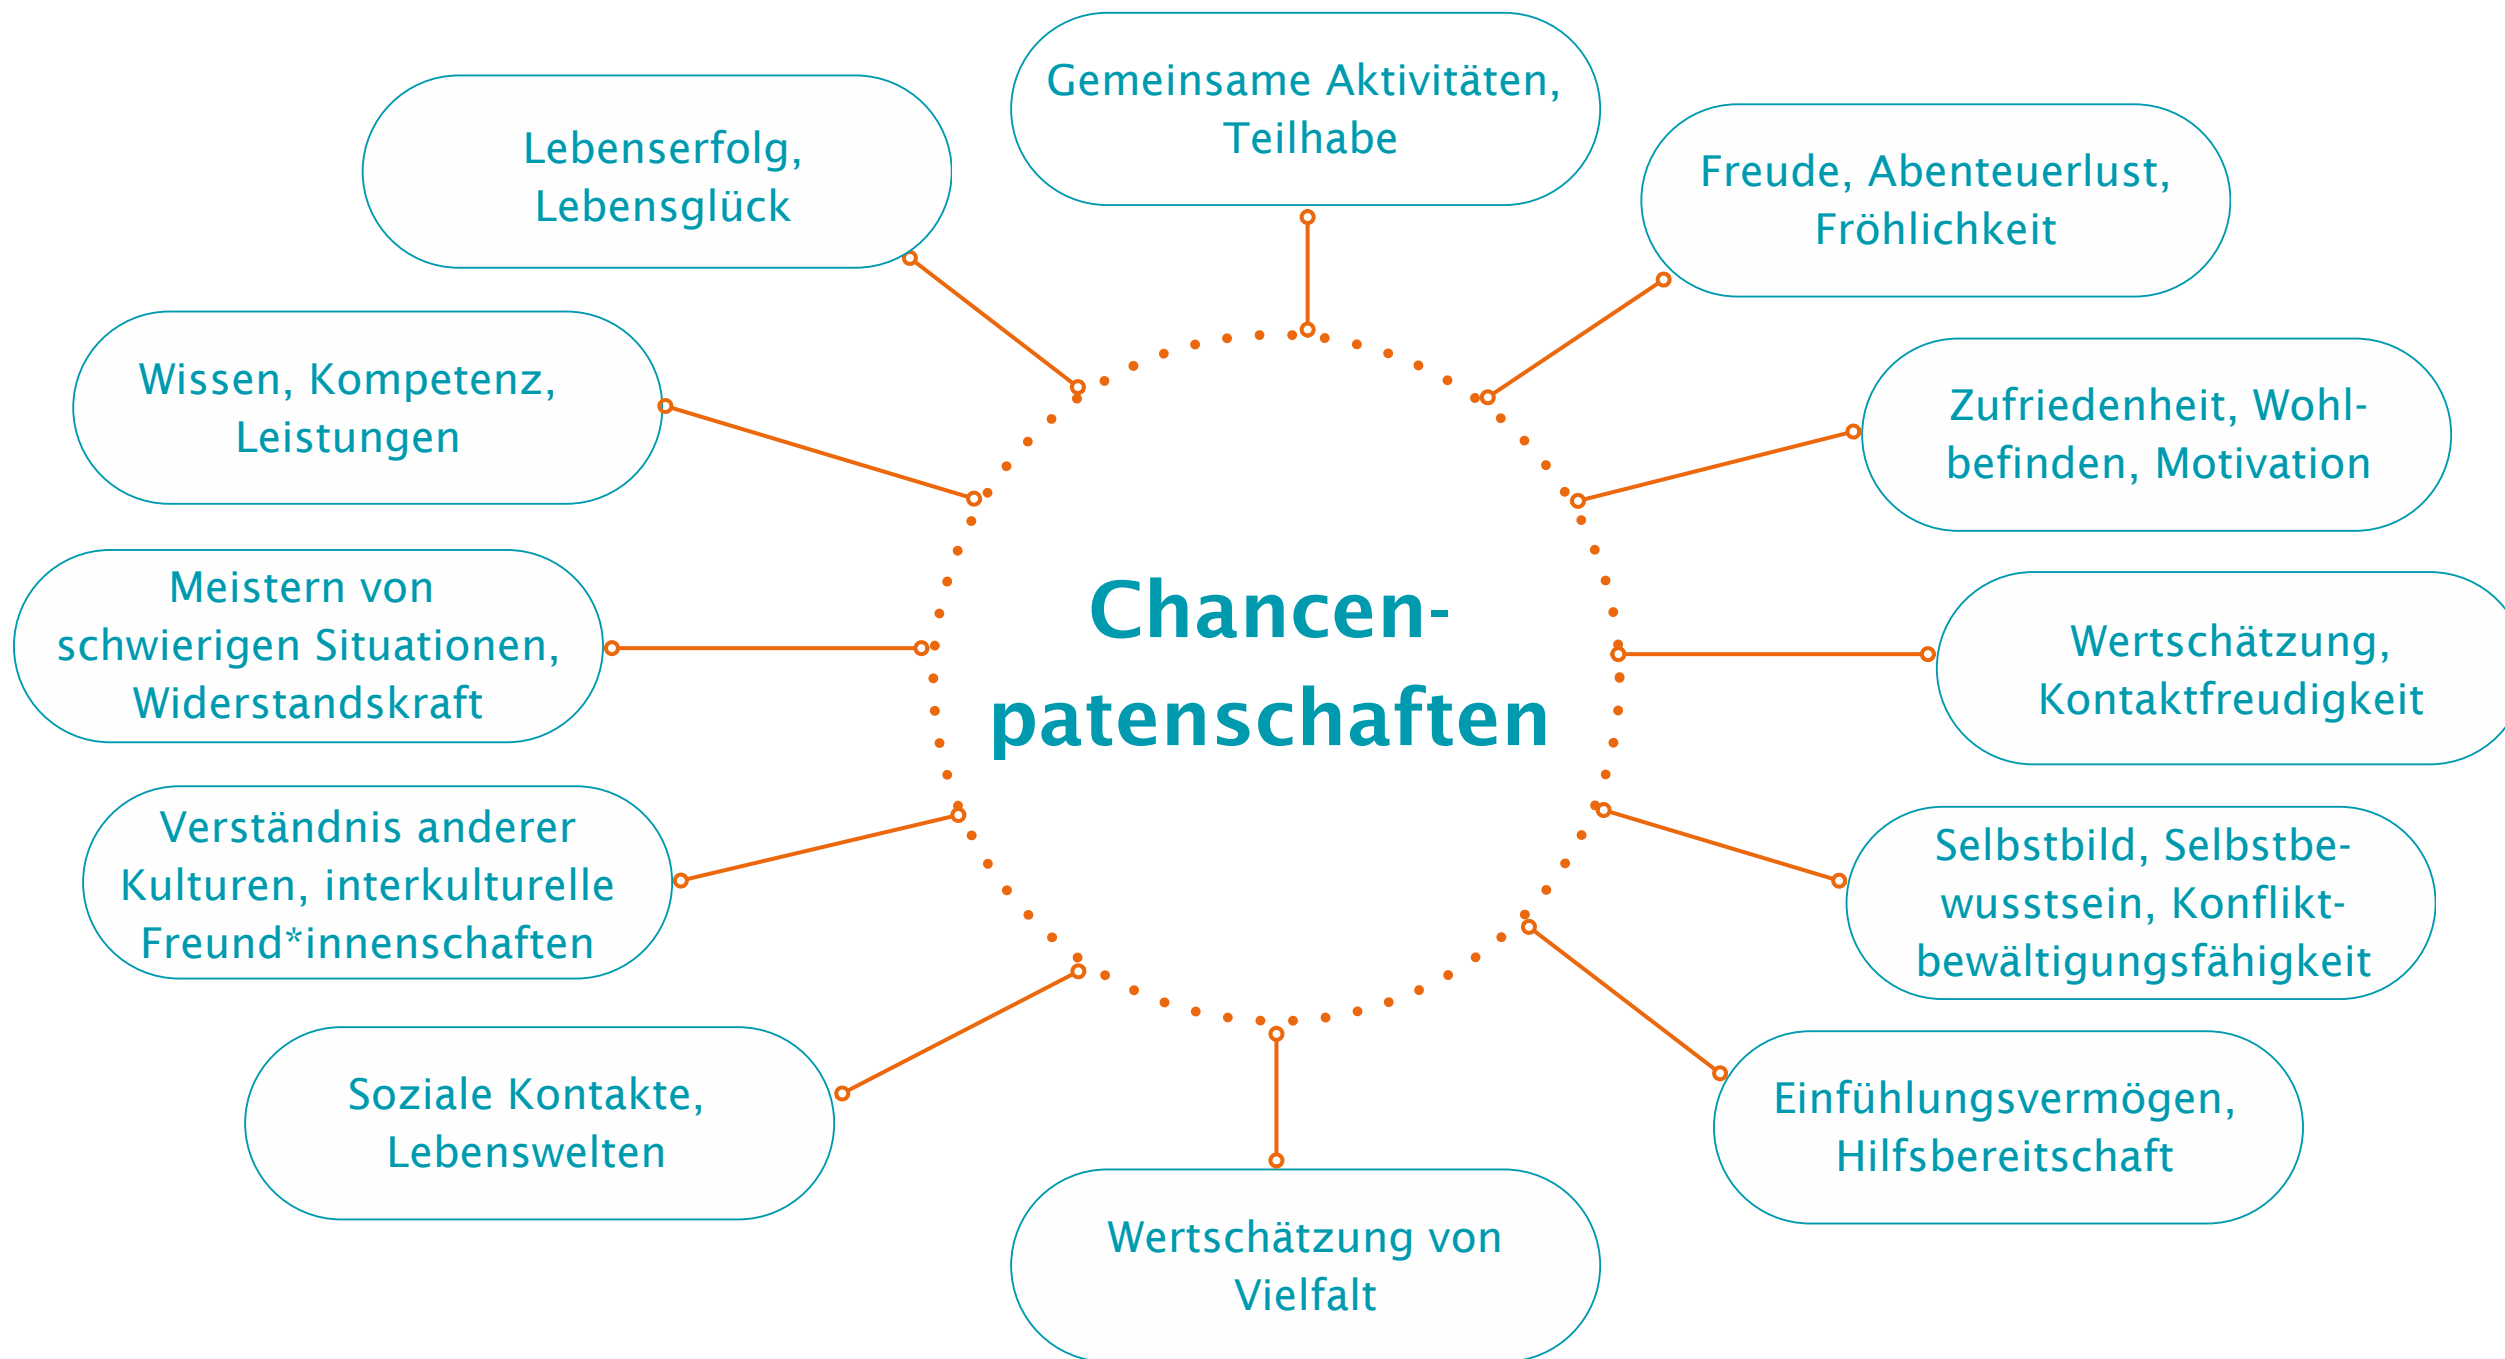 Gemeinsame Aktivitäten,
Teilhabe
Freude, Abenteuerlust,
Fröhlichkeit
Zufriedenheit, Wohl-
befinden, Motivation
Wertschätzung,
Kontaktfreudigkeit
Selbstbild, Selbstbe-
wusstsein, Konflikt-
bewältigungsfähigkeit
Einfühlungsvermögen,
Hilfsbereitschaft
Wertschätzung von
Vielfalt
Soziale Kontakte,
Lebenswelten
Verständnis anderer
Kulturen, interkulturelle
Freund*innenschaften
Meistern von
schwierigen Situationen,
Widerstandskraft
Wissen, Kompetenz,
Leistungen
Lebenserfolg,
Lebensglück
Chancen-
patenschaften